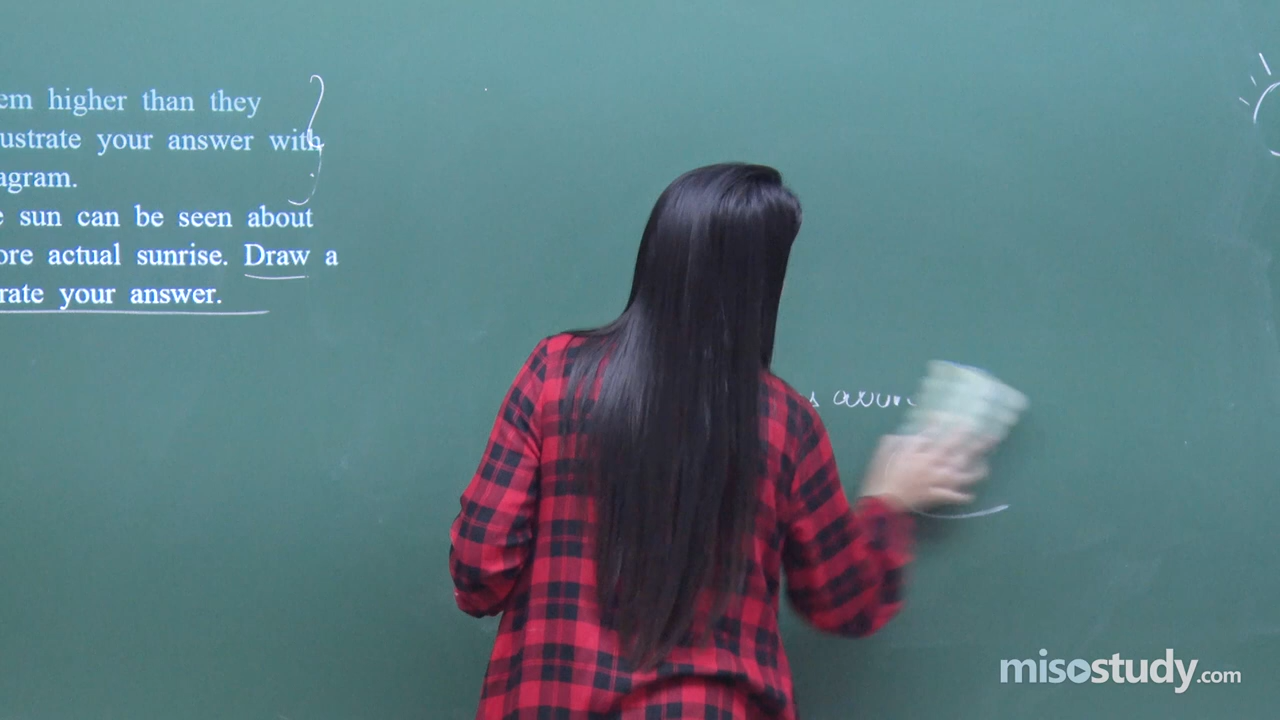 em higher than they
ustrate your answer with
agram.
e sun can be seen about
ore actual sunrise. Draw a
rate your answer.
misostudy.com